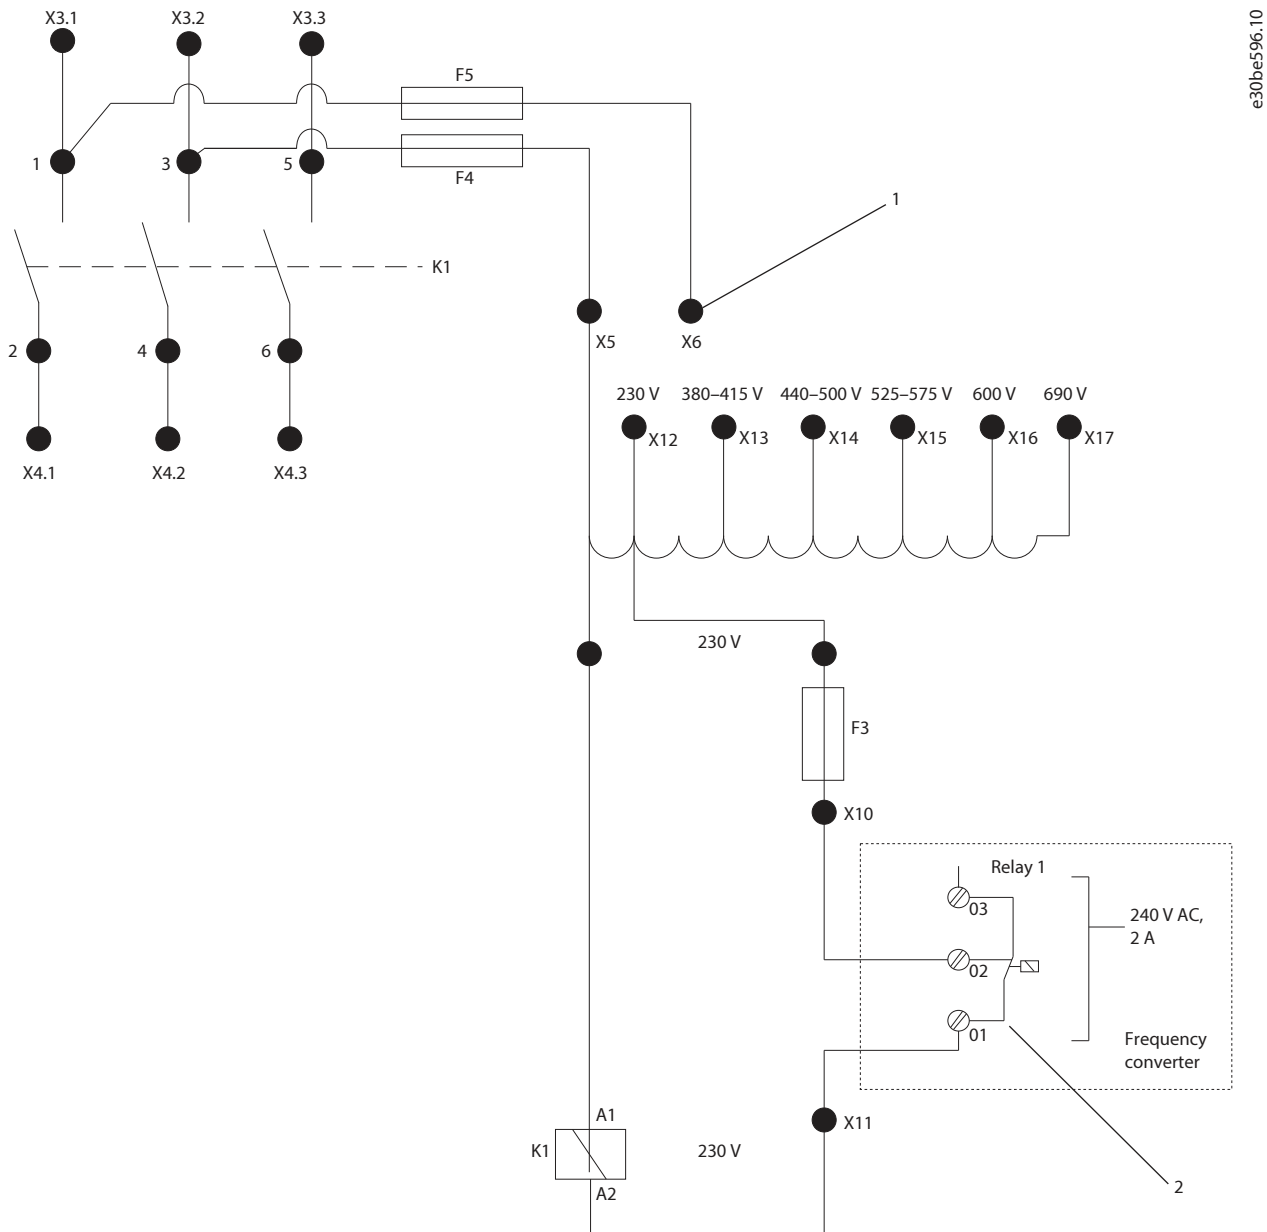 X3.1
X3.2
X3.3
e30be596.10
F5
1
3
5
F4
1
K1
X5
X6
2
4
6
230 V
380–415 V
440–500 V
525–575 V
600 V
690 V
X12
X13
X14
X15
X16
X17
X4.1
X4.2
X4.3
230 V
F3
X10
Relay 1
03
240 V AC,
2 A
02
01
Frequency
converter
A1
X11
K1
230 V
2
A2